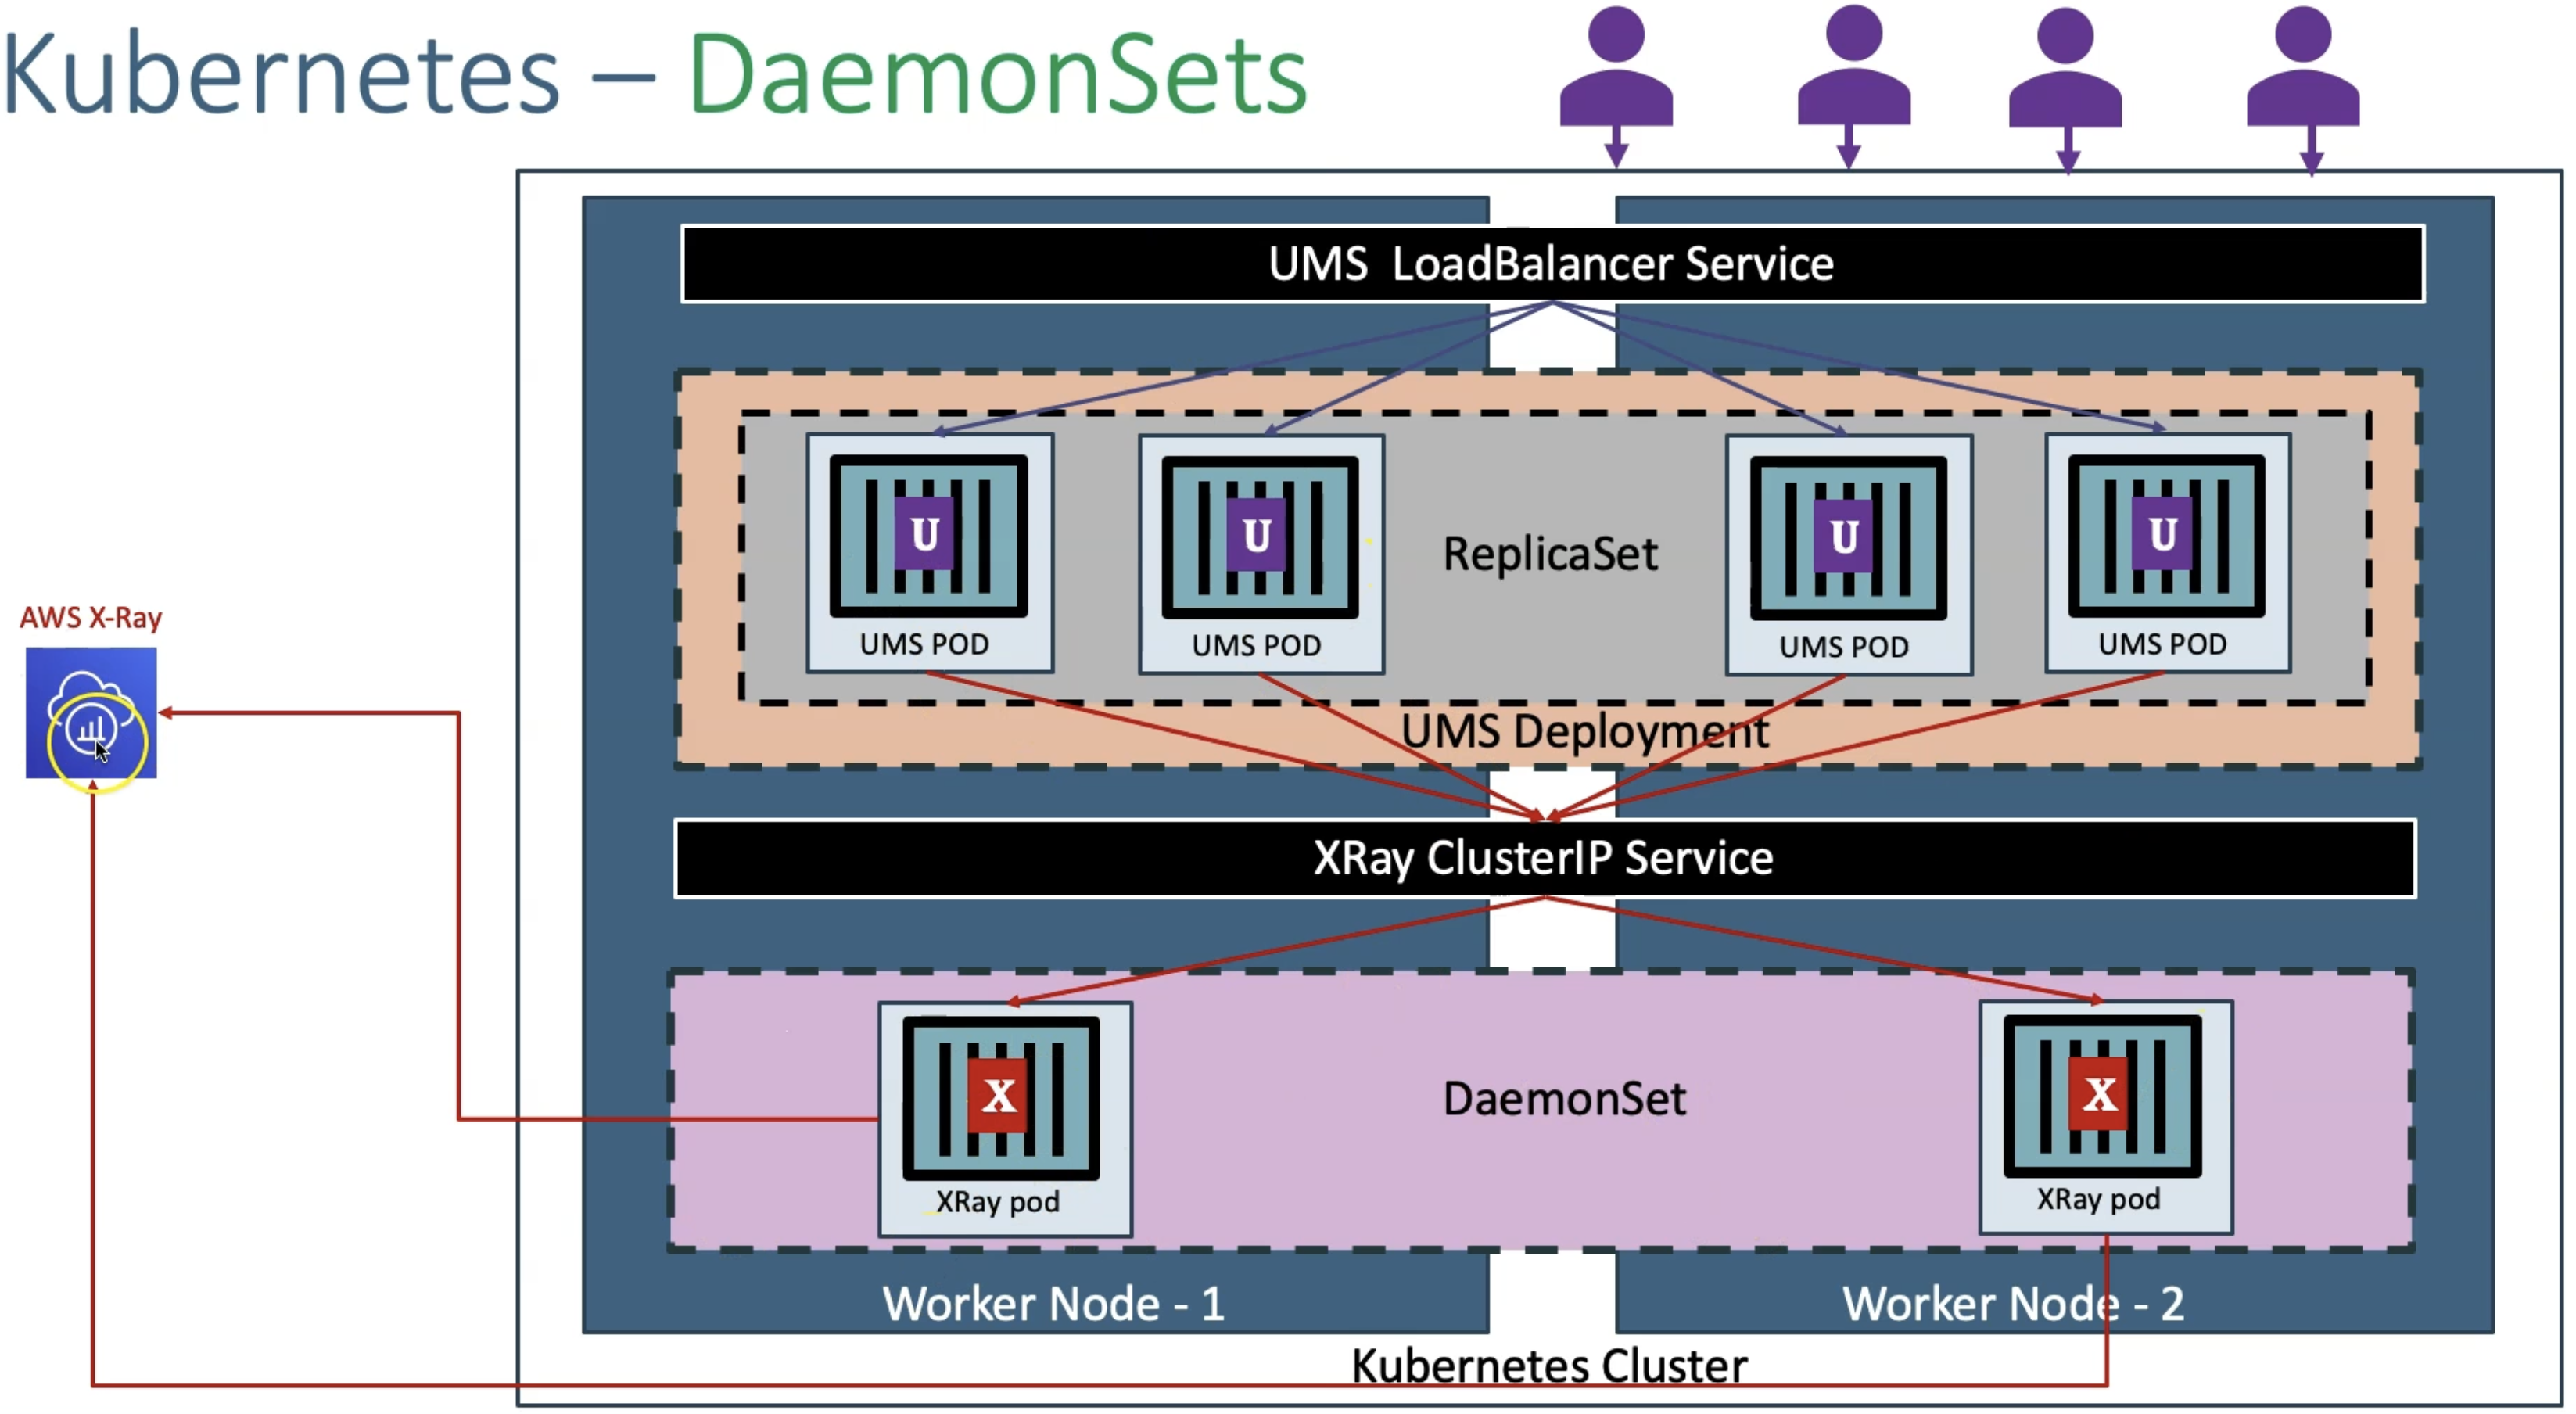 Kubernetes – DaemonSets
UMS LoadBalancer Service
U
U
U
U
ReplicaSet
UMS POD
UMS POD
UMS POD
UMS POD
UMS Deployment
AWS X-Ray
XRay ClusterIP Service
X
X
DaemonSet
XRay pod
XRay pod
Worker Node - 1
Worker Node - 2
Kubernetes Cluster